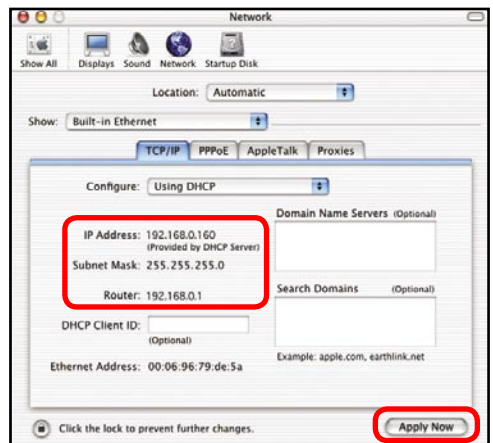 Network
Show All Displays Sound Network Startup Disk
Location: Automatic
Show: Built-in Ethernet
TCP/IP PPPoE AppleTalk Proxies
Configure: Using DHCP
Domain Name Servers (Optional)
IP Address: 192.168.0.160
(Provided by DHCP Server)
Subnet Mask: 255.255.255.0
Router: 192.168.0.1
Search Domains (Optional)
DHCP Client ID:
(Optional)
Example: apple.com, earthlink.net
Ethernet Address: 00:06:96:79:de:5a
Click the lock to prevent further changes.
Apply Now